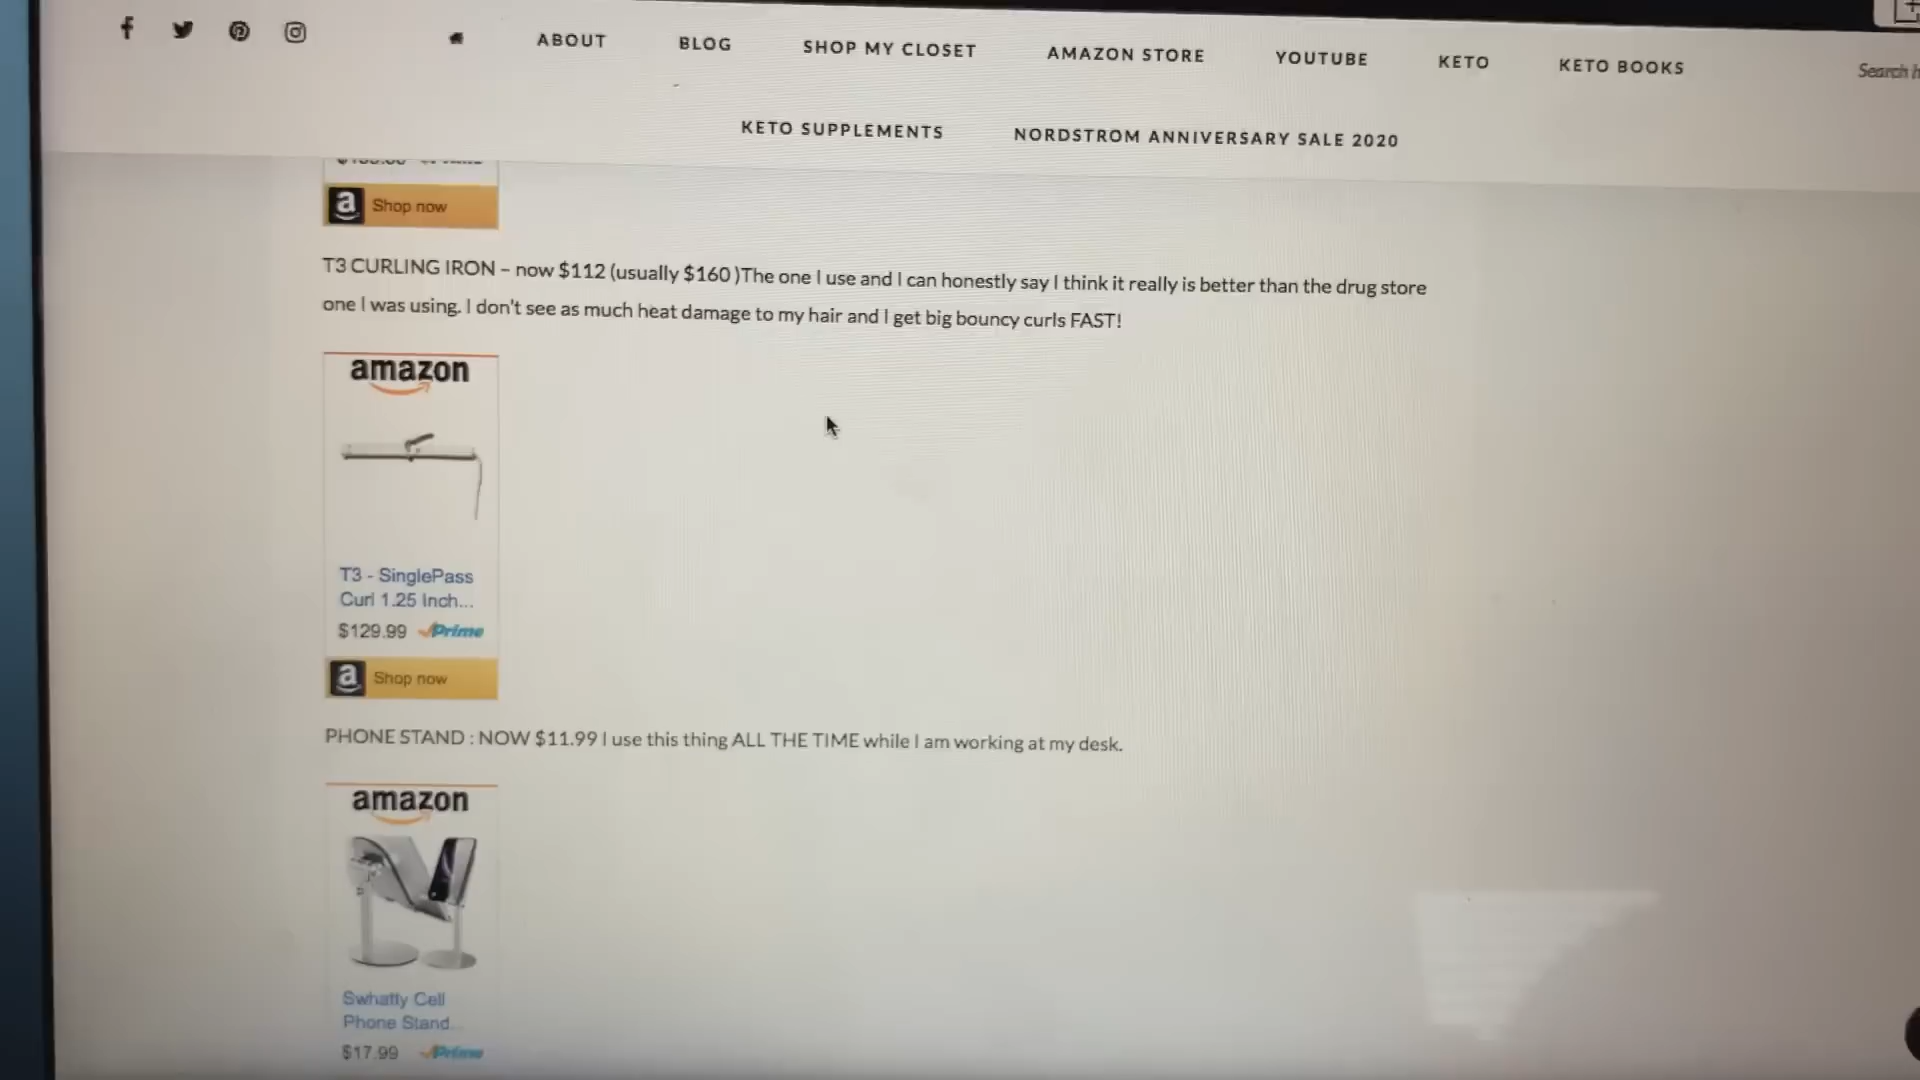 ABOUT BLOG SHOP MY CLOSET AMAZON STORE YOUTUBE KETO KETO BOOKS Search
KETO SUPPLEMENTS NORDSTROM ANNIVERSARY SALE 2020
a Shop now
T3 CURLING IRON – now $112 (usually $160 )The one I use and I can honestly say I think it really is better than the drug store
one I was using. I don't see as much heat damage to my hair and I get big bouncy curls FAST!
amazon
T3 - SinglePass
Curl 1.25 Inch...
$129.99 Prime
a Shop now
PHONE STAND : NOW $11.99 I use this thing ALL THE TIME while I am working at my desk.
amazon
Swhatty Cell
Phone Stand...
$17.99 Prime